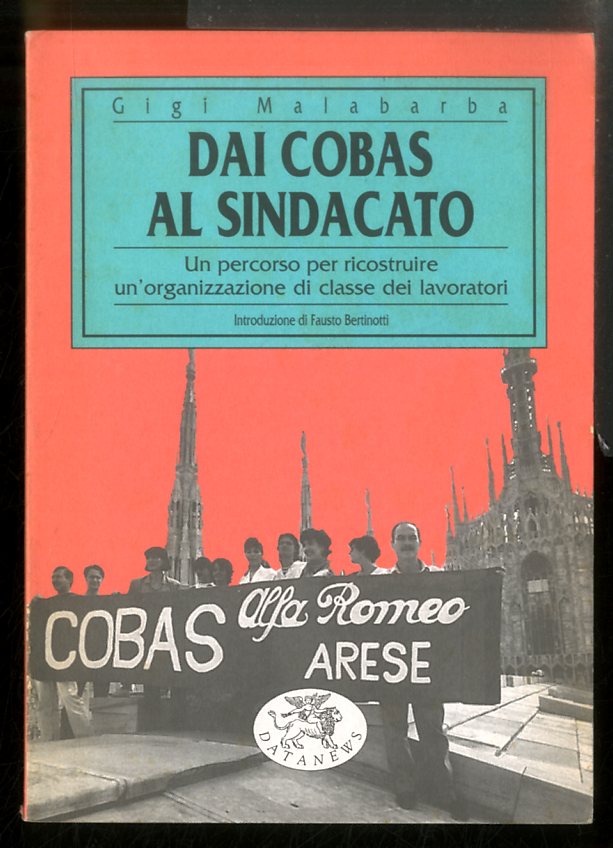 Gigi Malabarba
DAI COBAS
AL SINDACATO
Un percorso per ricostruire
un'organizzazione di classe dei lavoratori
Introduzione di Fausto Bertinotti
COBAS Alfa Romeo
ARESE
DATANEWS